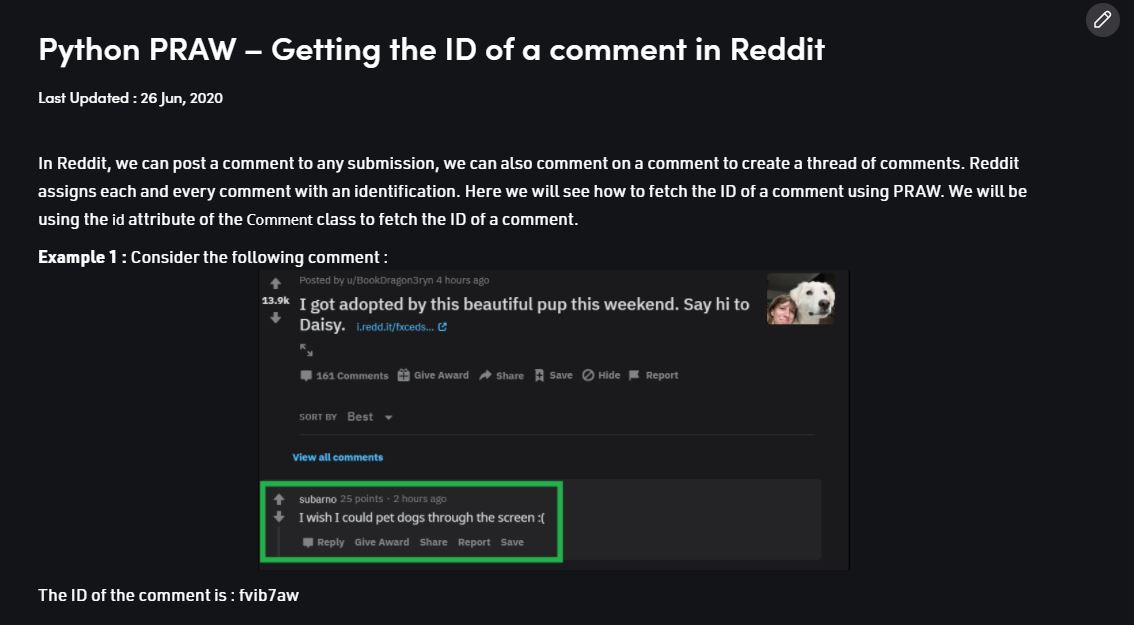 Python PRAW – Getting the ID of a comment in Reddit
Last Updated : 26 Jun, 2020
In Reddit, we can post a comment to any submission, we can also comment on a comment to create a thread of comments. Reddit
assigns each and every comment with an identification. Here we will see how to fetch the ID of a comment using PRAW. We will be
using the id attribute of the Comment class to fetch the ID of a comment.
Example 1 : Consider the following comment :
Posted by u/BookDragon3ryn 4 hours ago
13.9k
I got adopted by this beautiful pup this weekend. Say hi to
Daisy. i.redd.it/fxceds...
161 Comments Give Award Share Save Hide Report
SORT BY Best
View all comments
subarno 25 points · 2 hours ago
I wish I could pet dogs through the screen :(
Reply Give Award Share Report Save
The ID of the comment is : fvib7aw